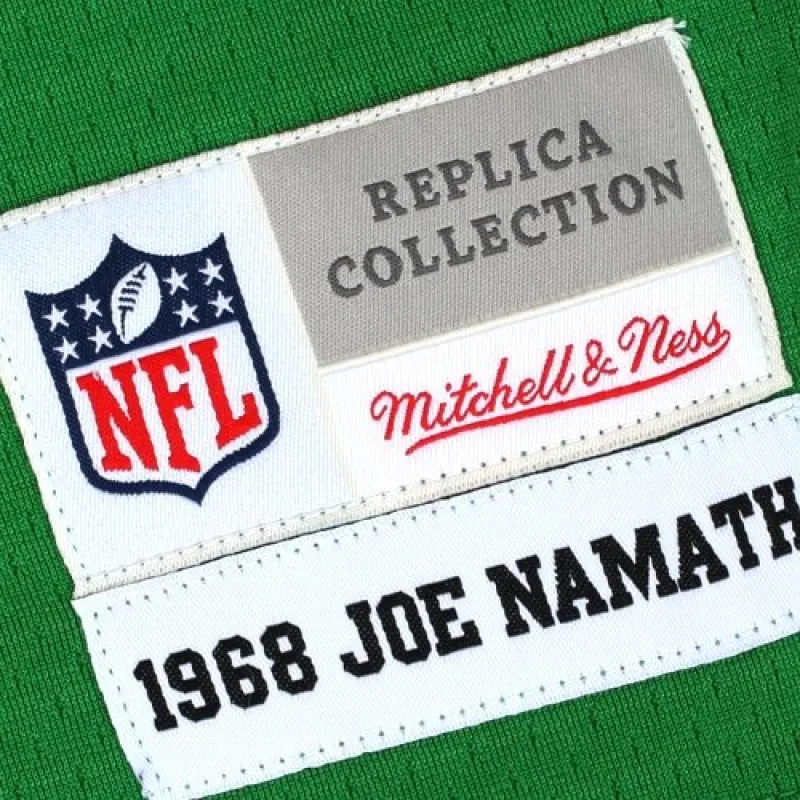 REPLICA
COLLECTION
NFL
Mitchell & Ness
1968 JOE NAMATH